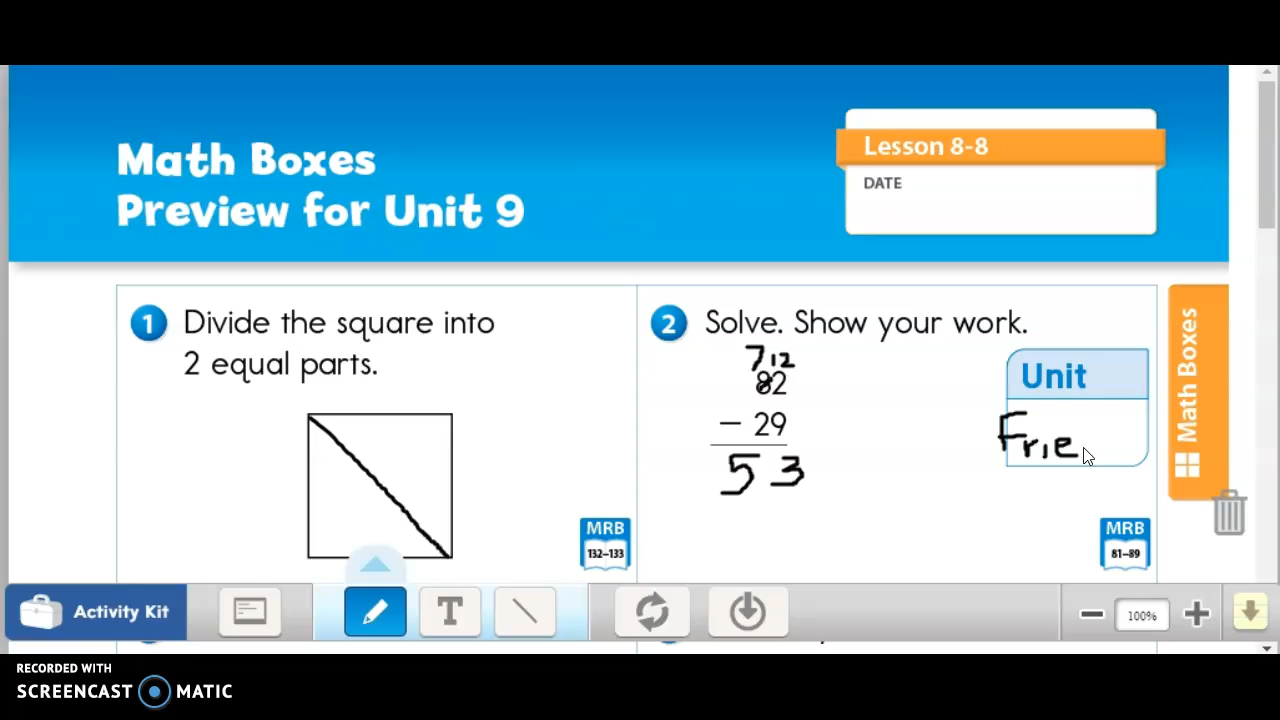 Math Boxes
Preview for Unit 9
Lesson 8-8
DATE
1 Divide the square into
2 equal parts.
MRB
132–133
2 Solve. Show your work.
7 12
82
– 29
53
Unit
Frie
MRB
81–89
Math Boxes
Activity Kit
T
100%
RECORDED WITH
SCREENCAST MATIC